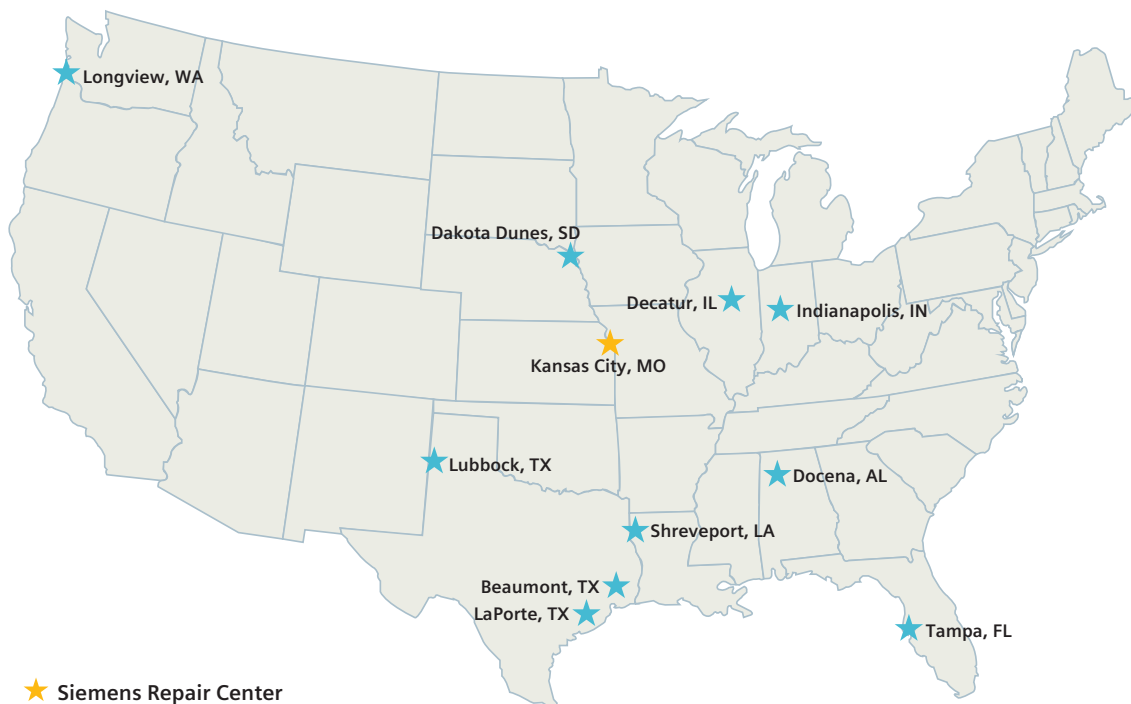 Longview, WA
Dakota Dunes, SD
Decatur, IL
Indianapolis, IN
Kansas City, MO
Lubbock, TX
Docena, AL
Shreveport, LA
Beaumont, TX
LaPorte, TX
Tampa, FL
Siemens Repair Center